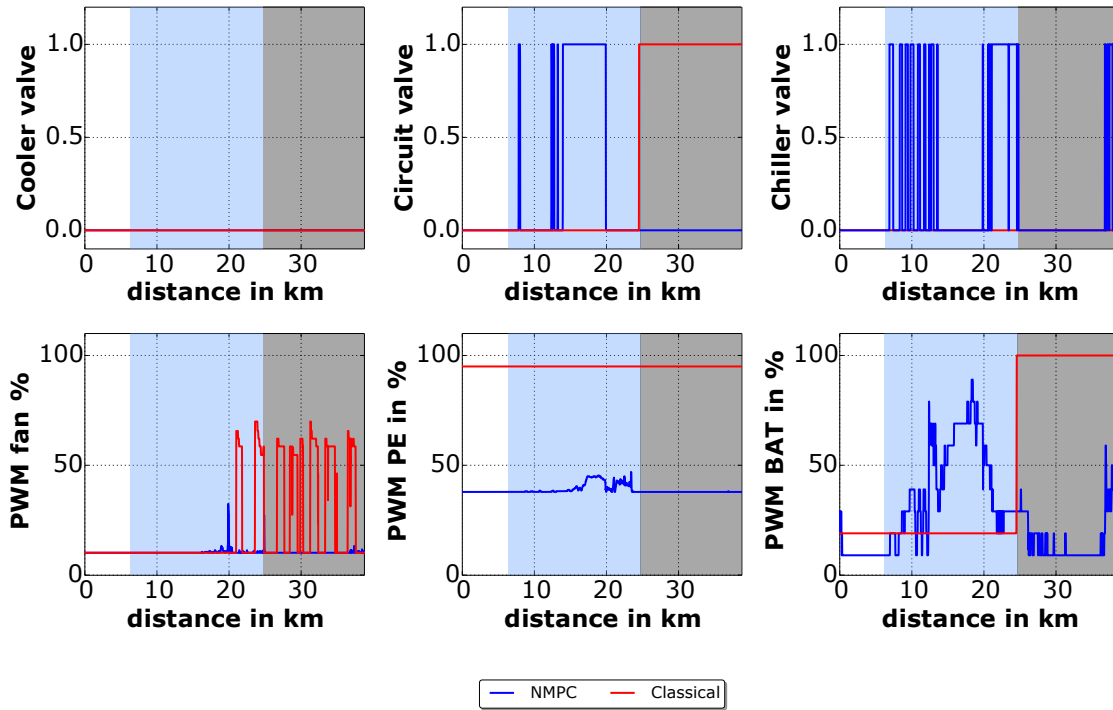 Cooler valve
1.0
0.5
0.0
0 10 20 30
distance in km
Circuit valve
1.0
0.5
0.0
0 10 20 30
distance in km
Chiller valve
1.0
0.5
0.0
0 10 20 30
distance in km
PWM fan %
100
50
0
0 10 20 30
distance in km
PWM PE in %
100
50
0
0 10 20 30
distance in km
PWM BAT in %
100
50
0
0 10 20 30
distance in km
NMPC Classical